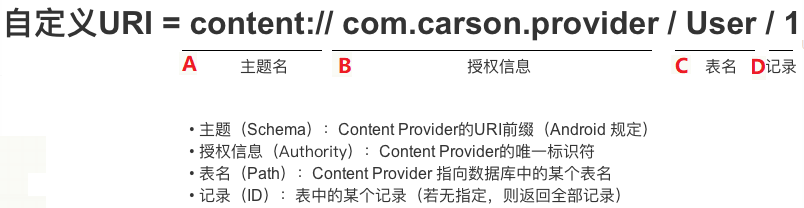 自定义URI = content:// com.carson.provider / User / 1
A 主题名 B 授权信息 C 表名 D 记录
• 主题（Schema）：Content Provider的URI前缀（Android 规定）
• 授权信息（Authority）：Content Provider的唯一标识符
• 表名（Path）：Content Provider 指向数据库中的某个表名
• 记录（ID）：表中的某个记录（若无指定，则返回全部记录）